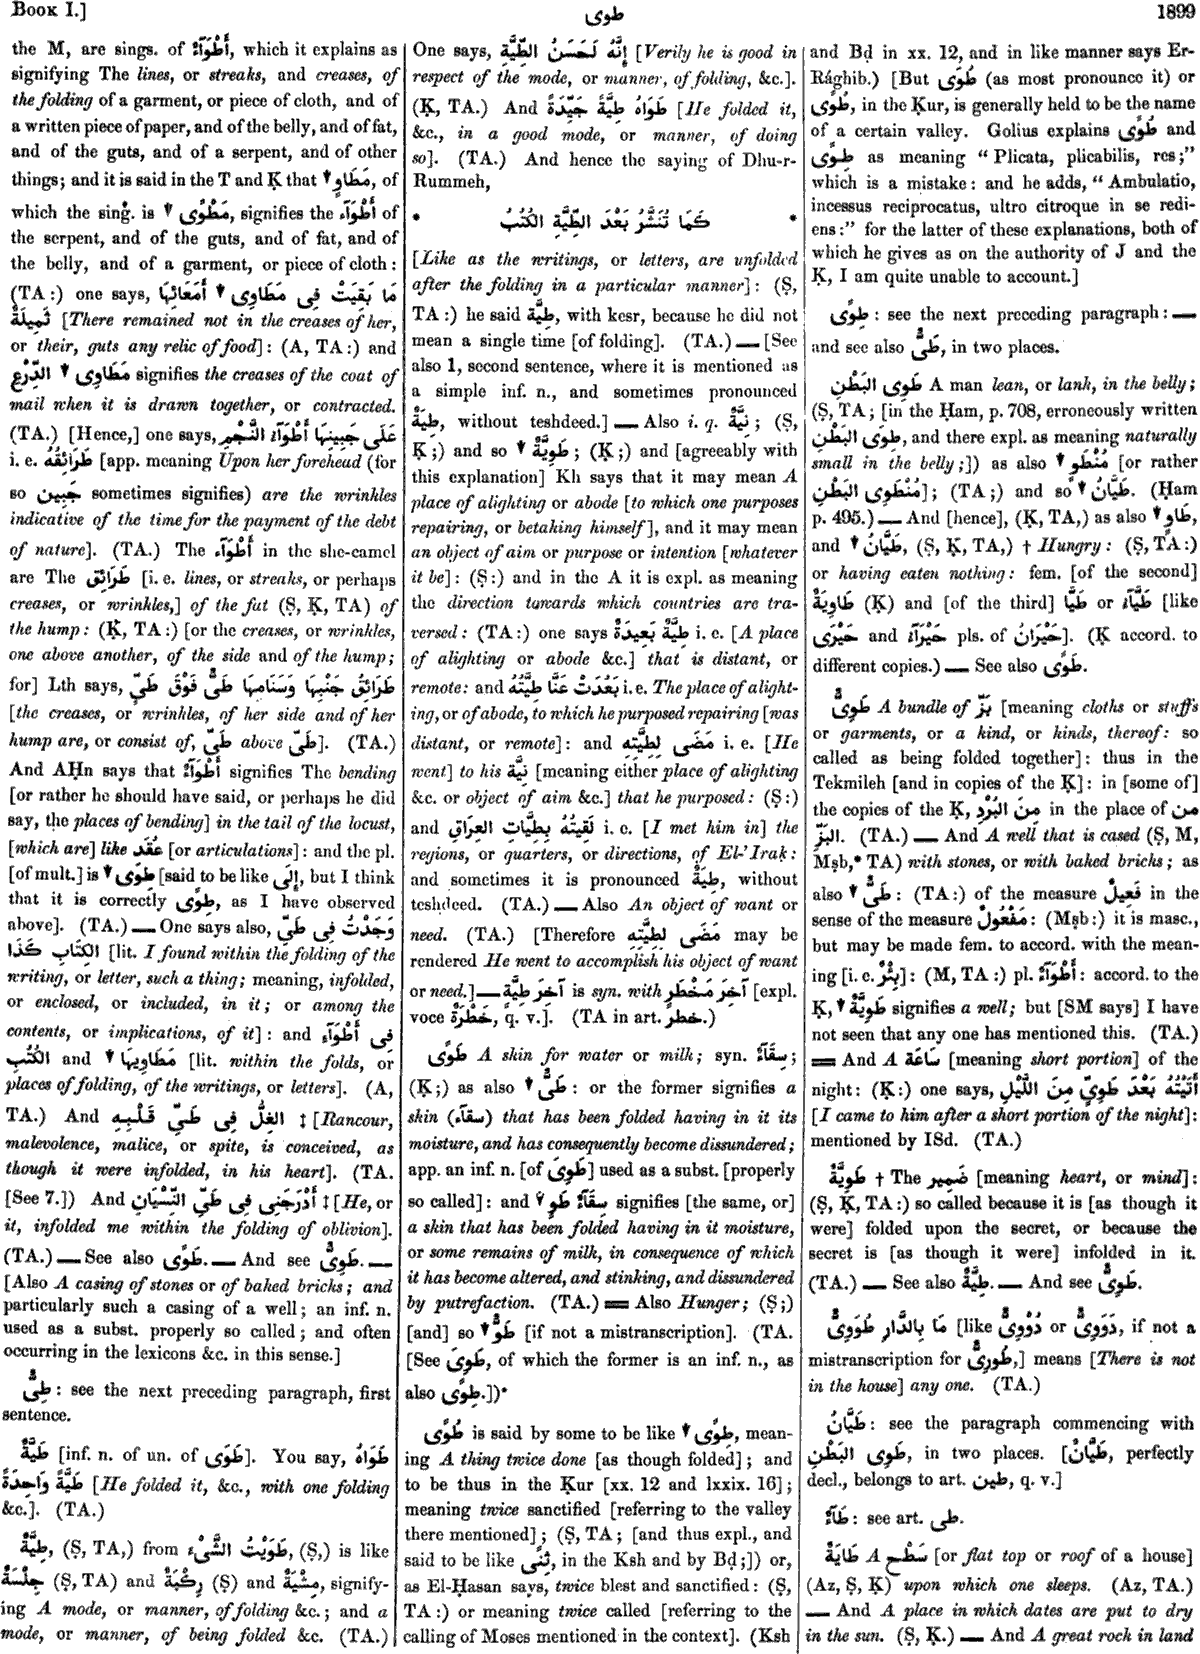 BOOK I.]
طوى
1899
the M, are sings. of أَطْوَآءٌ, which it explains as
signifying The lines, or streaks, and creases, of
the folding of a garment, or piece of cloth, and of
a written piece of paper, and of the belly, and of fat,
and of the guts, and of a serpent, and of other
things; and it is said in the T and Ḳ that ▼ مَطَاوٍ, of
which the sing. is ▼ مَطْوًى, signifies the أَطْوَآء of
the serpent, and of the guts, and of fat, and of
the belly, and of a garment, or piece of cloth:
(TA:) one says, مَا بَقِيَتْ فِى مَطَاوِى ▼ أَمْعَائِهَا
ثَمِيلَةٌ [There remained not in the creases of her,
or their, guts any relic of food]: (A, TA:) and
مَطَاوِى ▼ الدِّرْعِ signifies the creases of the coat of
mail when it is drawn together, or contracted.
(TA.) [Hence,] one says, عَلَى جَبِينِهَا أَطْوَآءُ النَّجْمِ
i. e. طَرَائِقُهُ [app. meaning Upon her forehead (for
so جَبِين sometimes signifies) are the wrinkles
indicative of the time for the payment of the debt
of nature]. (TA.) The أَطْوَآء in the she-camel
are The طَرَائِق [i. e. lines, or streaks, or perhaps
creases, or wrinkles,] of the fat (Ṣ, Ḳ, TA) of
the hump: (Ḳ, TA:) [or the creases, or wrinkles,
one above another, of the side and of the hump;
for] Lth says, طَرَائِقُ جَنْبِهَا وَسَنَامِهَا طَىٌّ فَوْقَ طَىٍّ
[the creases, or wrinkles, of her side and of her
hump are, or consist of, طَىّ above طَىّ]. (TA.)
And AḤn says that أَطْوَآءٌ signifies The bending
[or rather he should have said, or perhaps he did
say, the places of bending] in the tail of the locust,
[which are] like عُقَد [or articulations]: and the pl.
[of mult.] is ▼ طِوَى [said to be like إِلَى, but I think
that it is correctly طِوًى, as I have observed
above]. (TA.) — One says also, وَجَدْتُ فِى طَىِّ
الكِتَابِ كَذَا [lit. I found within the folding of the
writing, or letter, such a thing; meaning, infolded,
or enclosed, or included, in it; or among the
contents, or implications, of it]: and فِى أَطْوَآءِ
الكُتُبِ and ▼ مَطَاوِيهَا [lit. within the folds, or
places of folding, of the writings, or letters]. (A,
TA.) And الغِلُّ فِى طَىِّ قَلْبِهِ ‡ [Rancour,
malevolence, malice, or spite, is conceived, as
though it were infolded, in his heart]. (TA.
[See 7.]) And أَدْرَجَنِى فِى طَىِّ النِّسْيَانِ ‡ [He, or
it, infolded me within the folding of oblivion].
(TA.) — See also طَوًى. — And see طَوِىٌّ. —
[Also A casing of stones or of baked bricks; and
particularly such a casing of a well; an inf. n.
used as a subst. properly so called; and often
occurring in the lexicons &c. in this sense.]
طِىٌّ: see the next preceding paragraph, first
sentence.
طَيَّةٌ [inf. n. of un. of طَوَى]. You say, طَوَاهُ
طَيَّةً وَاحِدَةً [He folded it, &c., with one folding
&c.]. (TA.)
طِيَّةٌ, (Ṣ, TA,) from طَوَيْتُ الشَّىْءَ, (Ṣ,) is like
جِلْسَةٌ (Ṣ, TA) and رِكْبَةٌ (Ṣ) and مِشْيَةٌ, signify-
ing A mode, or manner, of folding &c.; and a
mode, or manner, of being folded &c. (TA.)
One says, إِنَّهُ لَحَسَنُ الطِّيَّةِ [Verily he is good in
respect of the mode, or manner, of folding, &c.].
(Ḳ, TA.) And طَوَاهُ طِيَّةً جَيِّدَةً [He folded it,
&c., in a good mode, or manner, of doing
so]. (TA.) And hence the saying of Dhu-r-
Rummeh,
* كَمَا تُنَشَّرُ بَعْدَ الطِّيَّةِ الكُتُبُ *
[Like as the writings, or letters, are unfolded
after the folding in a particular manner]: (Ṣ,
TA:) he said طِيَّة, with kesr, because he did not
mean a single time [of folding]. (TA.) — [See
also 1, second sentence, where it is mentioned as
a simple inf. n., and sometimes pronounced
طِيَةٌ, without teshdeed.] — Also i. q. نِيَّةٌ; (Ṣ,
Ḳ;) and so ▼ طَوِيَّةٌ; (Ḳ;) and [agreeably with
this explanation] Kh says that it may mean A
place of alighting or abode [to which one purposes
repairing, or betaking himself], and it may mean
an object of aim or purpose or intention [whatever
it be]: (Ṣ:) and in the A it is expl. as meaning
the direction towards which countries are tra-
versed: (TA:) one says طِيَّةٌ بَعِيدَةٌ i. e. [A place
of alighting or abode &c.] that is distant, or
remote: and بَعُدَتْ عَنَّا طِيَّتُهُ i. e. The place of alight-
ing, or of abode, to which he purposed repairing [was
distant, or remote]: and مَضَى لِطِيَّتِهِ i. e. [He
went] to his نِيَّة [meaning either place of alighting
&c. or object of aim &c.] that he purposed: (Ṣ:)
and لَقِيتُهُ بِطِيَّاتِ العِرَاقِ i. e. [I met him in] the
regions, or quarters, or directions, of El-'Iraḳ:
and sometimes it is pronounced طِيَةٌ, without
teshdeed. (TA.) — Also An object of want or
need. (TA.) [Therefore مَضَى لِطِيَّتِهِ may be
rendered He went to accomplish his object of want
or need.] — آخَرَ طِيَّةٍ is syn. with آخَرَ مَخْطَرٍ [expl.
voce خَطْرَةٌ, q. v.]. (TA in art. خطر.)
طَوًى A skin for water or milk; syn. سِقَآءٌ;
(Ḳ;) as also ▼ طَىٌّ: or the former signifies a
skin (سقآء) that has been folded having in it its
moisture, and has consequently become dissundered;
app. an inf. n. [of طَوِىَ] used as a subst. [properly
so called]: and ▼ سِقَآءٌ طَوٍ signifies [the same, or]
a skin that has been folded having in it moisture,
or some remains of milk, in consequence of which
it has become altered, and stinking, and dissundered
by putrefaction. (TA.) = Also Hunger; (Ṣ;)
[and] so ▼ طَوٌّ [if not a mistranscription]. (TA.
[See طَوِىَ, of which the former is an inf. n., as
also طِوًى.])*
طُوًى is said by some to be like ▼ طِوًى, mean-
ing A thing twice done [as though folded]; and
to be thus in the Ḳur [xx. 12 and lxxix. 16];
meaning twice sanctified [referring to the valley
there mentioned]; (Ṣ, TA; [and thus expl., and
said to be like ثُنًى, in the Ksh and by Bḍ;]) or,
as El-Ḥasan says, twice blest and sanctified: (Ṣ,
TA:) or meaning twice called [referring to the
calling of Moses mentioned in the context]. (Ksh
and Bḍ in xx. 12, and in like manner says Er-
Rághib.) [But طُوَى (as most pronounce it) or
طُوًى, in the Ḳur, is generally held to be the name
of a certain valley. Golius explains طُوًى and
طِوًى as meaning "Plicata, plicabilis, res;"
which is a mistake: and he adds, "Ambulatio,
incessus reciprocatus, ultro citroque in se redi-
ens:" for the latter of these explanations, both of
which he gives as on the authority of J and the
Ḳ, I am quite unable to account.]
طِوًى: see the next preceding paragraph: —
and see also طَىٌّ, in two places.
طَوِى البَطْنِ A man lean, or lank, in the belly;
(Ṣ, TA; [in the Ḥam, p. 708, erroneously written
طَوِىَ البَطْنِ, and there expl. as meaning naturally
small in the belly;]) as also ▼ مُنْطَوٍ [or rather
مُنْطَوِى البَطْنِ]; (TA;) and so ▼ طَيَّانُ. (Ḥam
p. 495.) — And [hence], (Ḳ, TA,) as also ▼ طَاوٍ,
and ▼ طَيَّانُ, (Ṣ, Ḳ, TA,) † Hungry: (Ṣ, TA:)
or having eaten nothing: fem. [of the second]
طَاوِيَةٌ (Ḳ) and [of the third] طَيَّا or طَيَّآءُ [like
حَيْرَى and حَيْرَآءُ pls. of حَيْرَانُ]. (Ḳ accord. to
different copies.) — See also طَوًى.
طَوِىٌّ A bundle of بَزّ [meaning cloths or stuffs
or garments, or a kind, or kinds, thereof: so
called as being folded together]: thus in the
Tekmileh [and in copies of the Ḳ]: in [some of]
the copies of the Ḳ, مِنَ البُرْدِ in the place of من
البَزِّ. (TA.) — And A well that is cased (Ṣ, M,
Mṣb,* TA) with stones, or with baked bricks; as
also ▼ طَىٌّ: (TA:) of the measure فَعِيلٌ in the
sense of the measure مَفْعُولٌ: (Mṣb:) it is masc.,
but may be made fem. to accord. with the mean-
ing [i. e. بِئْرٌ]: (M, TA:) pl. أَطْوَآءٌ: accord. to the
Ḳ, ▼ طَوِيَّةٌ signifies a well; but [SM says] I have
not seen that any one has mentioned this. (TA.)
= And A سَاعَة [meaning short portion] of the
night: (Ḳ:) one says, أَتَيْتُهُ بَعْدَ طَوِىٍّ مِنَ اللَّيْلِ
[I came to him after a short portion of the night]:
mentioned by ISd. (TA.)
طَوِيَّةٌ † The ضَمِير [meaning heart, or mind]:
(Ṣ, Ḳ, TA:) so called because it is [as though it
were] folded upon the secret, or because the
secret is [as though it were] infolded in it.
(TA.) — See also طِيَّةٌ. — And see طَوِىٌّ.
مَا بِالدَّارِ طُوَوِىٌّ [like دُوْوِىٌّ or دَوَوِىٌّ, if not a
mistranscription for طُورِىٌّ,] means [There is not
in the house] any one. (TA.)
طَيَّانُ: see the paragraph commencing with
طَوِى البَطْنِ, in two places. [طَيَّانٌ, perfectly
decl., belongs to art. طين, q. v.]
طَآءٌ: see art. طى.
طَايَةٌ A سَطْح [or flat top or roof of a house]
(Az, Ṣ, Ḳ) upon which one sleeps. (Az, TA.)
— And A place in which dates are put to dry
in the sun. (Ṣ, Ḳ.) — And A great rock in land